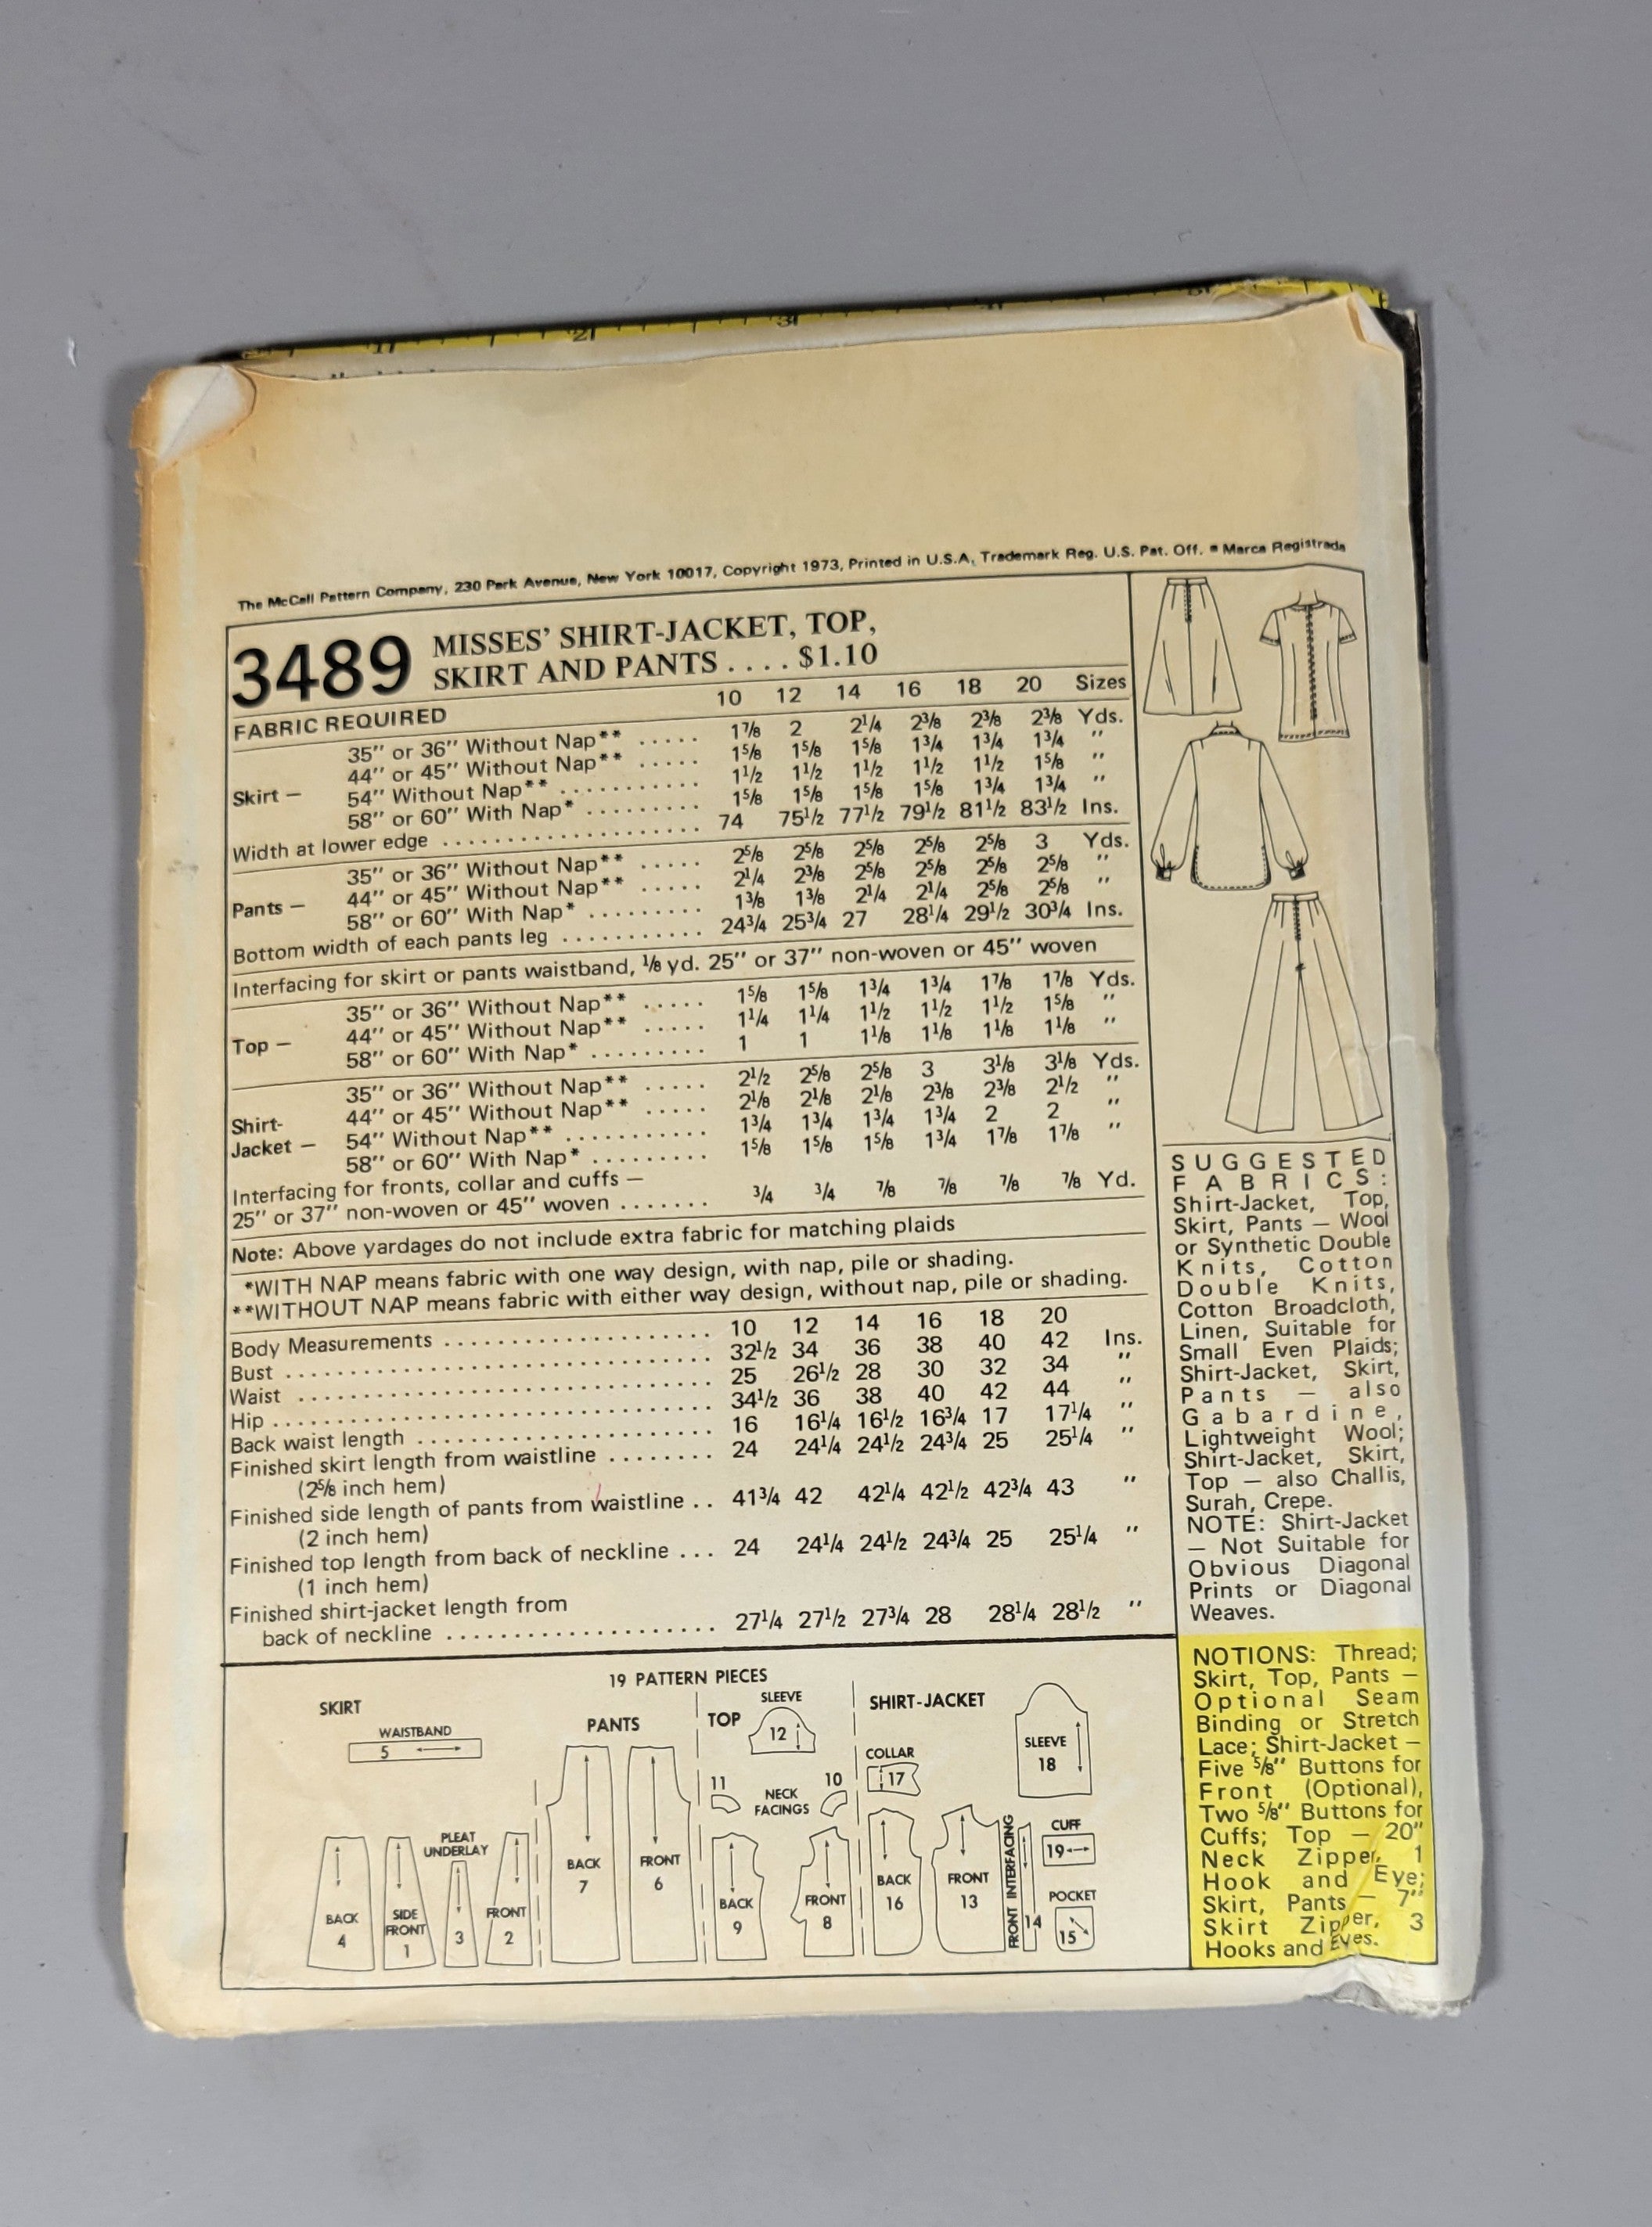 1 2 3 4 5
The McCall Pattern Company, 230 Park Avenue, New York 10017, Copyright 1973, Printed in U.S.A, Trademark Reg. U.S. Pat. Off. • Marca Registrada
3489 MISSES’ SHIRT-JACKET, TOP,
SKIRT AND PANTS .... $1.10
FABRIC REQUIRED 10 12 14 16 18 20 Sizes
35” or 36” Without Nap** ..... 1⅞ 2 2¼ 2⅜ 2⅜ 2⅜ Yds.
44” or 45” Without Nap** ..... 1⅝ 1⅝ 1⅝ 1¾ 1¾ 1¾ ”
Skirt — 54” Without Nap** ........... 1½ 1½ 1½ 1½ 1½ 1⅝ ”
58” or 60” With Nap* ......... 1⅝ 1⅝ 1⅝ 1⅝ 1¾ 1¾ ”
Width at lower edge .................... 74 75½ 77½ 79½ 81½ 83½ Ins.
35” or 36” Without Nap** ..... 2⅝ 2⅝ 2⅝ 2⅝ 2⅝ 3 Yds.
Pants — 44” or 45” Without Nap** ..... 2¼ 2⅜ 2⅝ 2⅝ 2⅝ 2⅝ ”
58” or 60” With Nap* ......... 1⅜ 1⅜ 2¼ 2¼ 2⅝ 2⅝ ”
Bottom width of each pants leg ........... 24¾ 25¾ 27 28¼ 29½ 30¾ Ins.
Interfacing for skirt or pants waistband, ⅛ yd. 25” or 37” non-woven or 45” woven
35” or 36” Without Nap** ..... 1⅝ 1⅝ 1¾ 1¾ 1⅞ 1⅞ Yds.
Top — 44” or 45” Without Nap** ..... 1¼ 1¼ 1½ 1½ 1½ 1⅝ ”
58” or 60” With Nap* ......... 1 1 1⅛ 1⅛ 1⅛ 1⅛ ”
35” or 36” Without Nap** ..... 2½ 2⅝ 2⅝ 3 3⅛ 3⅛ Yds.
Shirt- 44” or 45” Without Nap** ..... 2⅛ 2⅛ 2⅛ 2⅜ 2⅜ 2½ ”
Jacket — 54” Without Nap** ........... 1¾ 1¾ 1¾ 1¾ 2 2 ”
58” or 60” With Nap* ......... 1⅝ 1⅝ 1⅝ 1¾ 1⅞ 1⅞ ”
Interfacing for fronts, collar and cuffs —
25” or 37” non-woven or 45” woven ....... ¾ ¾ ⅞ ⅞ ⅞ ⅞ Yd.
Note: Above yardages do not include extra fabric for matching plaids
*WITH NAP means fabric with one way design, with nap, pile or shading.
**WITHOUT NAP means fabric with either way design, without nap, pile or shading.
Body Measurements ..................... 10 12 14 16 18 20
Bust ................................. 32½ 34 36 38 40 42 Ins.
Waist ................................ 25 26½ 28 30 32 34 ”
Hip .................................. 34½ 36 38 40 42 44 ”
Back waist length ....................... 16 16¼ 16½ 16¾ 17 17¼ ”
Finished skirt length from waistline ........ 24 24¼ 24½ 24¾ 25 25¼ ”
(2⅝ inch hem)
Finished side length of pants from waistline .. 41¾ 42 42¼ 42½ 42¾ 43 ”
(2 inch hem)
Finished top length from back of neckline ... 24 24¼ 24½ 24¾ 25 25¼ ”
(1 inch hem)
Finished shirt-jacket length from
back of neckline .................... 27¼ 27½ 27¾ 28 28¼ 28½ ”
SUGGESTED
FABRICS:
Shirt-Jacket, Top,
Skirt, Pants — Wool
or Synthetic Double
Knits, Cotton
Double Knits,
Cotton Broadcloth,
Linen, Suitable for
Small Even Plaids;
Shirt-Jacket, Skirt,
Pants — also
Gabardine,
Lightweight Wool;
Shirt-Jacket, Skirt,
Top — also Challis,
Surah, Crepe.
NOTE: Shirt-Jacket
— Not Suitable for
Obvious Diagonal
Prints or Diagonal
Weaves.
NOTIONS: Thread;
Skirt, Top, Pants —
Optional Seam
Binding or Stretch
Lace; Shirt-Jacket —
Five ⅝” Buttons for
Front (Optional),
Two ⅝” Buttons for
Cuffs; Top — 20”
Neck Zipper, 1
Hook and Eye;
Skirt, Pants — 7”
Skirt Zipper, 3
Hooks and Eyes.
19 PATTERN PIECES
SKIRT
WAISTBAND
5
BACK
4
SIDE
FRONT
1
PLEAT
UNDERLAY
3
FRONT
2
PANTS
BACK
7
FRONT
6
TOP
SLEEVE
12
11
NECK
FACINGS
10
BACK
9
FRONT
8
SHIRT-JACKET
COLLAR
17
SLEEVE
18
BACK
16
FRONT
13
FRONT INTERFACING
14
CUFF
19
POCKET
15